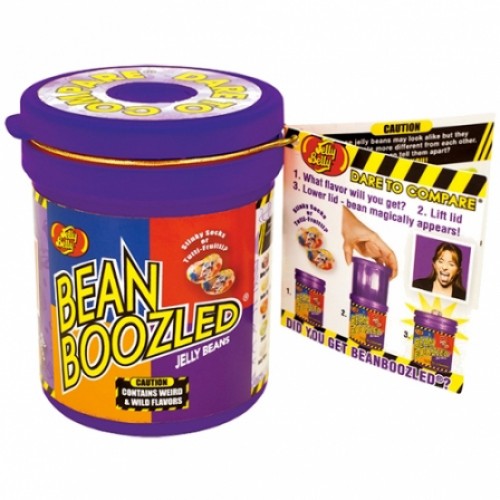 DARE TO COMPARE
Jelly Belly
Stinky Socks
or
Tutti-Fruitti?
BEAN
BOOZLED®
JELLY BEANS
CAUTION
CONTAINS WEIRD
& WILD FLAVORS
CAUTION
jelly beans may look alike but they
more different from each other.
tell them apart?
Jelly Belly
DARE TO COMPARE®
1. What flavor will you get? 2. Lift lid
3. Lower lid - bean magically appears!
Stinky Socks
or
Tutti-Fruitti?
1.
2.
3.
BEAN
BOOZLED
DID YOU GET BEANBOOZLED®?